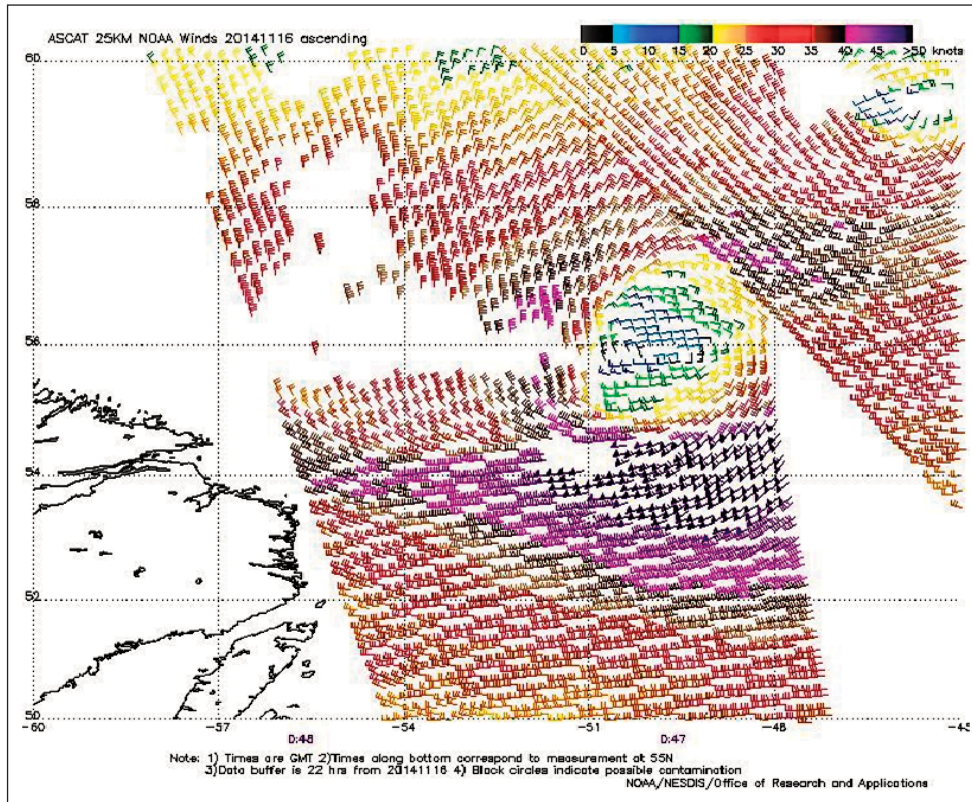 ASCAT 25KM NOAA Winds 20141116 ascending
0 5 10 15 20 25 30 35 40 45 >50 knots
60
58
56
54
52
50
-60 -57 -54 -51 -48 -45
0:48 0:47
Note: 1) Times are GMT 2)Times along bottom correspond to measurement at 55N
3)Data buffer is 22 hrs from 20141116 4) Black circles indicate possible contamination
NOAA/NESDIS/Office of Research and Applications